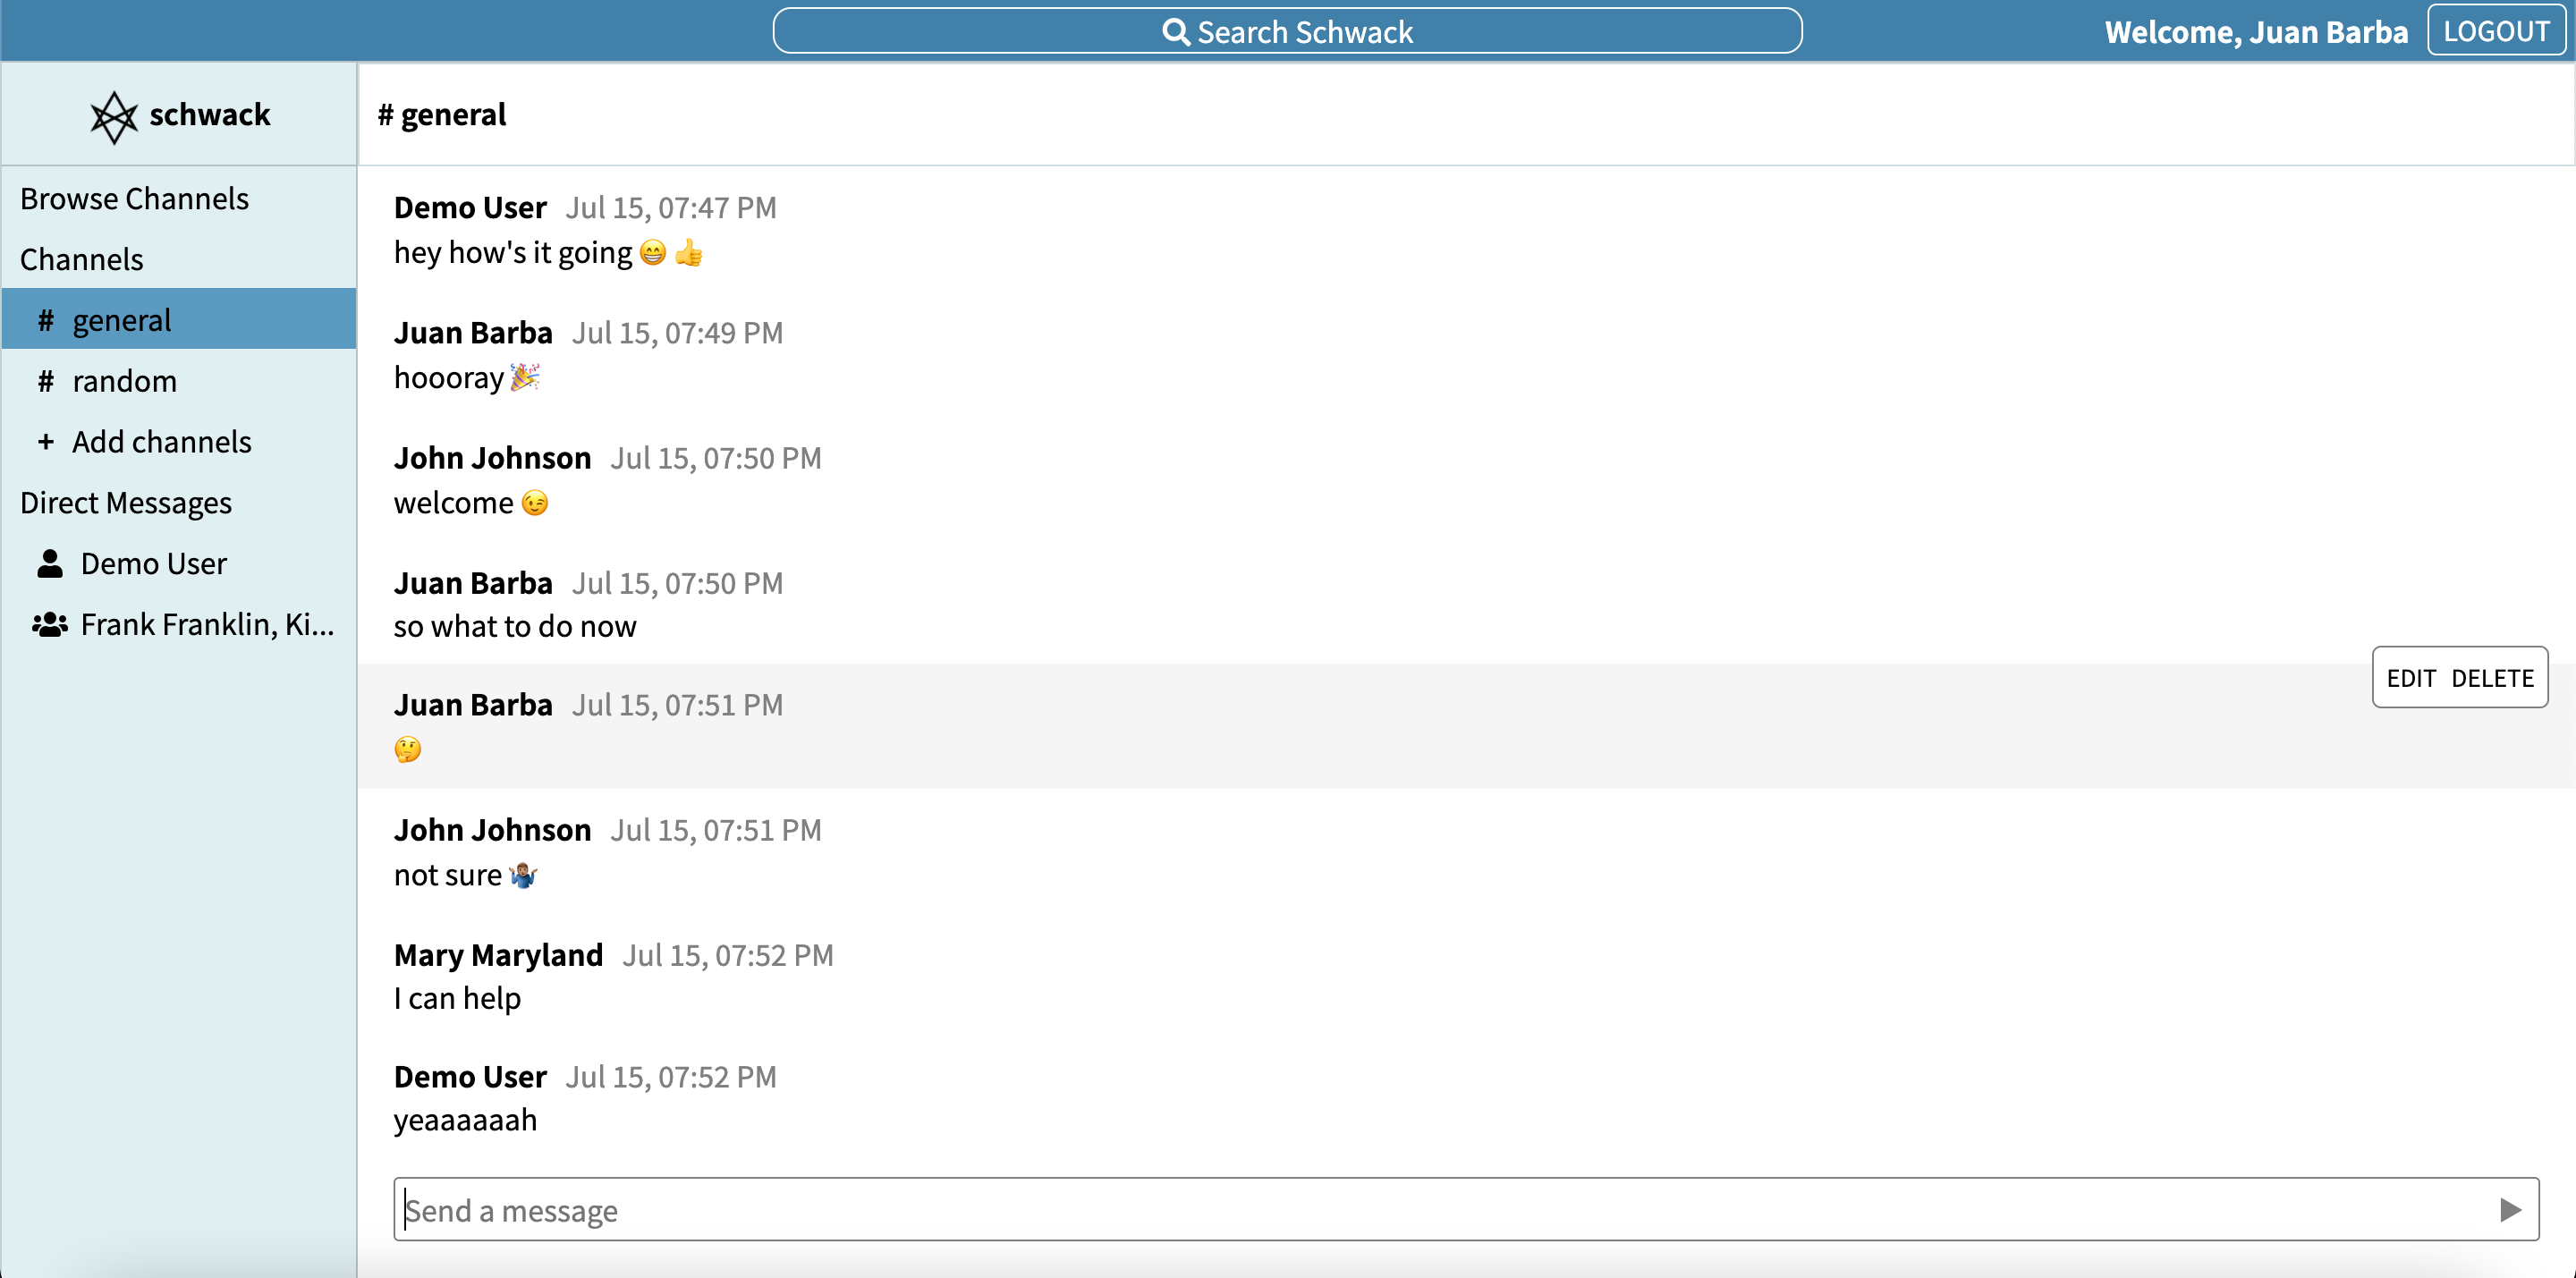 Search Schwack
Welcome, Juan Barba
LOGOUT
schwack
# general
Browse Channels
Channels
# general
# random
+ Add channels
Direct Messages
Demo User
Frank Franklin, Ki...
Demo User Jul 15, 07:47 PM
hey how's it going 😁 👍
Juan Barba Jul 15, 07:49 PM
hoooray 🎉
John Johnson Jul 15, 07:50 PM
welcome 😉
Juan Barba Jul 15, 07:50 PM
so what to do now
EDIT DELETE
Juan Barba Jul 15, 07:51 PM
🤔
John Johnson Jul 15, 07:51 PM
not sure 🤷🏽‍♂️
Mary Maryland Jul 15, 07:52 PM
I can help
Demo User Jul 15, 07:52 PM
yeaaaaaah
Send a message